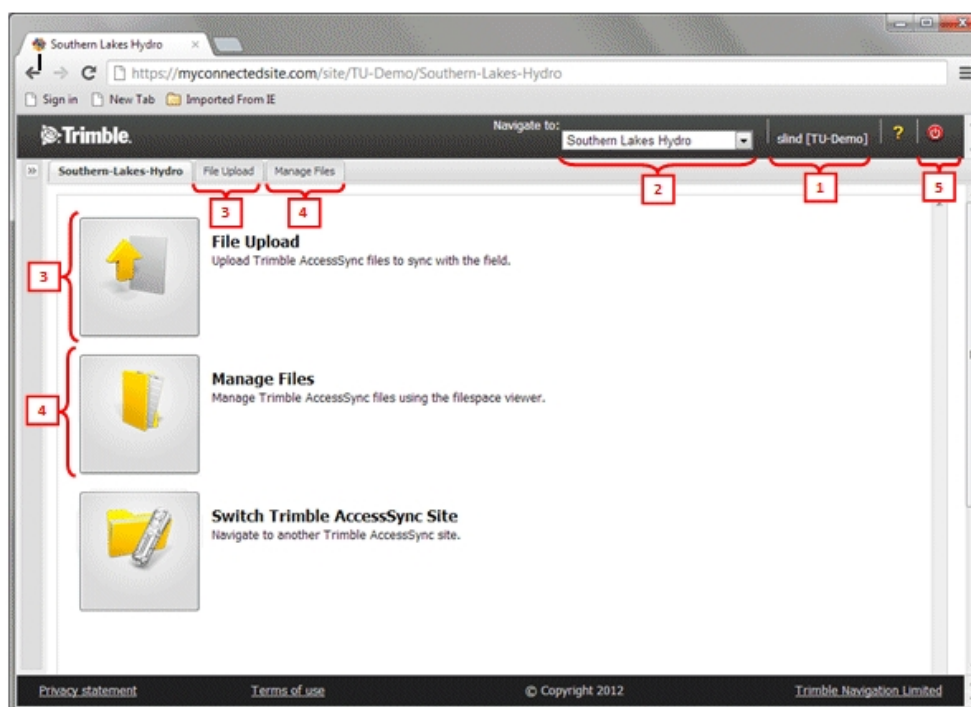 Southern Lakes Hydro
https://myconnectedsite.com/site/TU-Demo/Southern-Lakes-Hydro
Sign in New Tab Imported From IE
Trimble.
Navigate to:
Southern Lakes Hydro
slind [TU-Demo]
?
Southern-Lakes-Hydro File Upload Manage Files
2
1
5
3
4
File Upload
Upload Trimble AccessSync files to sync with the field.
3
Manage Files
Manage Trimble AccessSync files using the filespace viewer.
4
Switch Trimble AccessSync Site
Navigate to another Trimble AccessSync site.
Privacy statement Terms of use © Copyright 2012 Trimble Navigation Limited